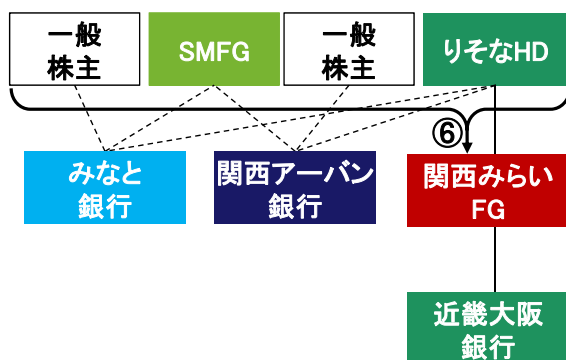 一般
株主
SMFG
一般
株主
りそなHD
⑥
みなと
銀行
関西アーバン
銀行
関西みらい
FG
近畿大阪
銀行